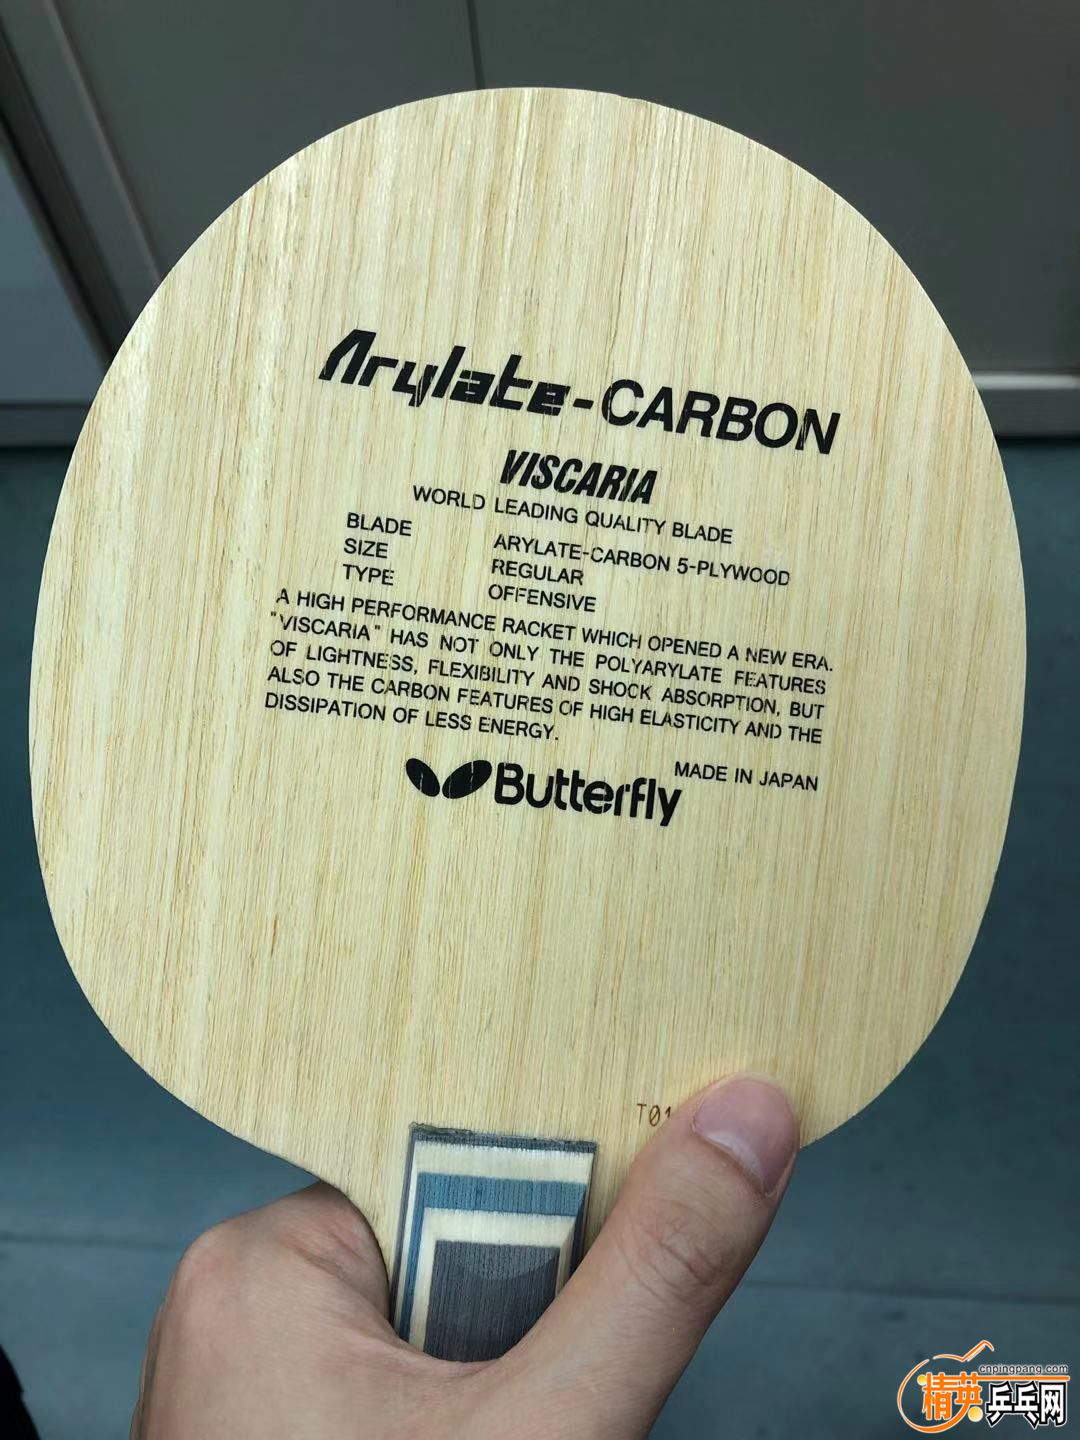 Arylate-CARBON
VISCARIA
WORLD LEADING QUALITY BLADE
BLADE ARYLATE-CARBON 5-PLYWOOD
SIZE REGULAR
TYPE OFFENSIVE
A HIGH PERFORMANCE RACKET WHICH OPENED A NEW ERA.
"VISCARIA" HAS NOT ONLY THE POLYARYLATE FEATURES
OF LIGHTNESS, FLEXIBILITY AND SHOCK ABSORPTION, BUT
ALSO THE CARBON FEATURES OF HIGH ELASTICITY AND THE
DISSIPATION OF LESS ENERGY.
MADE IN JAPAN
Butterfly
cnpingpang.com
精英乒乓网